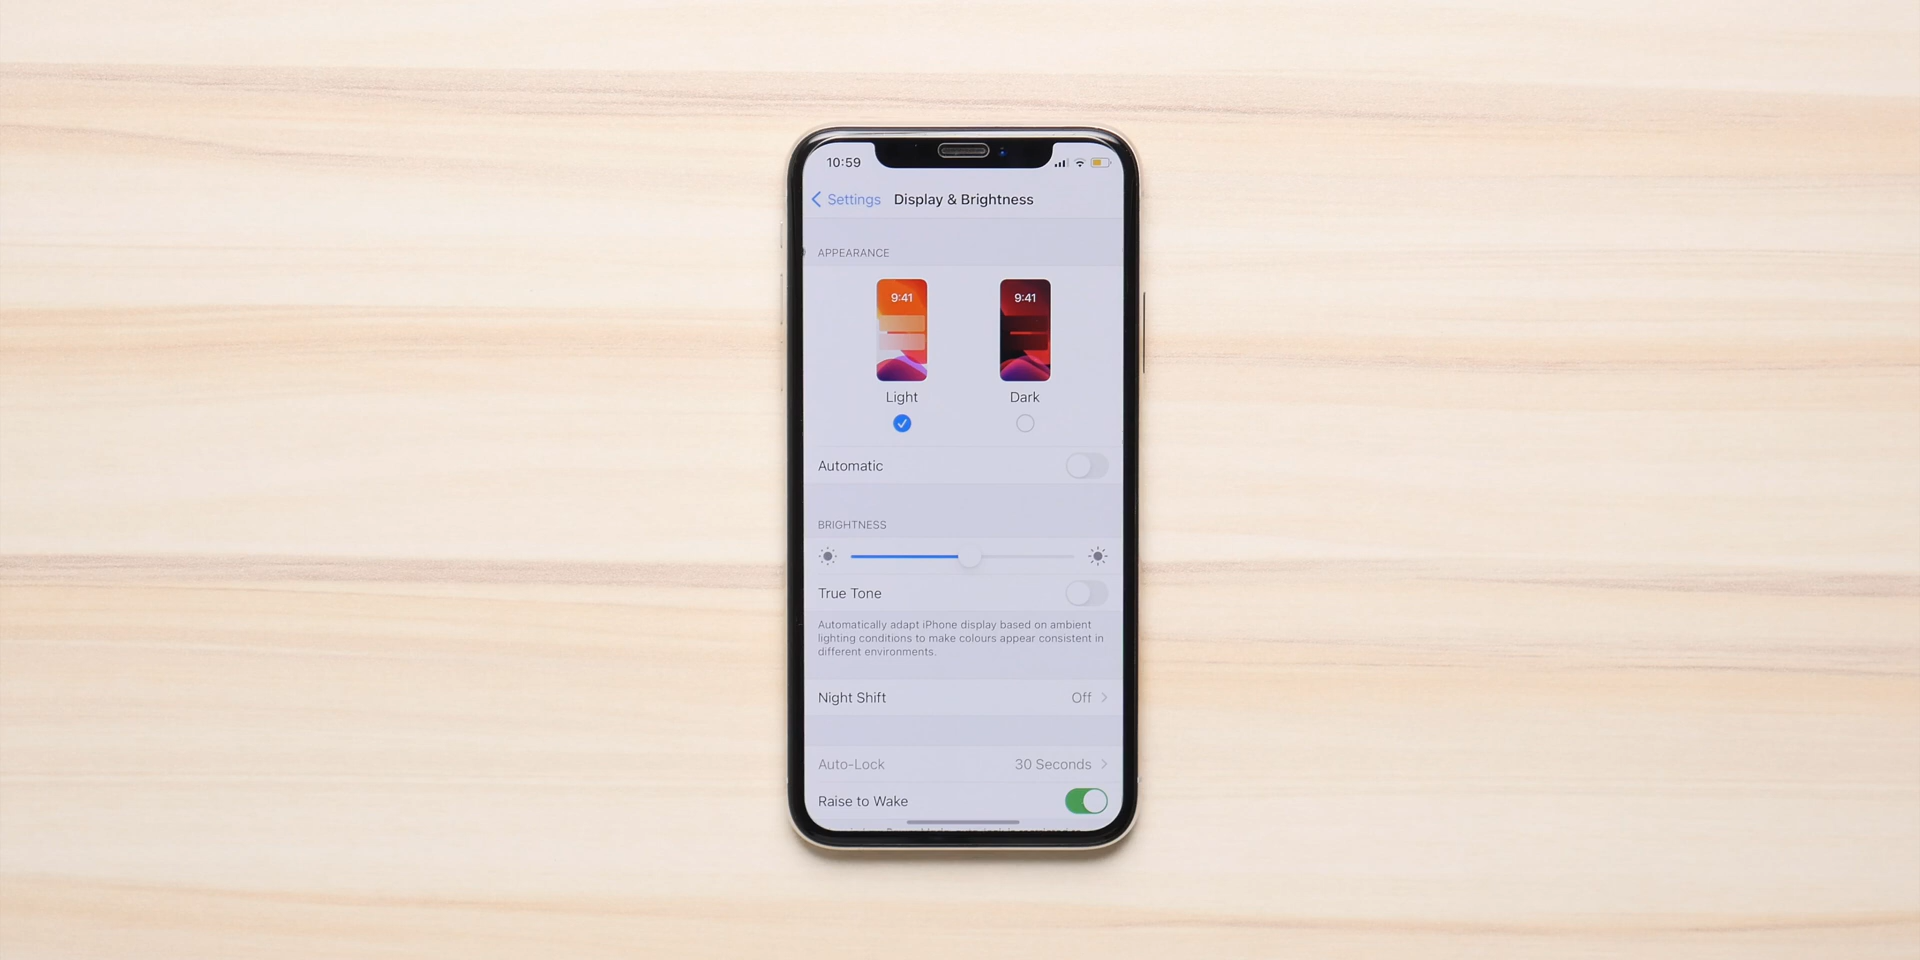 10:59
Settings Display & Brightness
APPEARANCE
9:41 9:41
Light Dark
Automatic
BRIGHTNESS
True Tone
Automatically adapt iPhone display based on ambient
lighting conditions to make colours appear consistent in
different environments.
Night Shift Off
Auto-Lock 30 Seconds
Raise to Wake